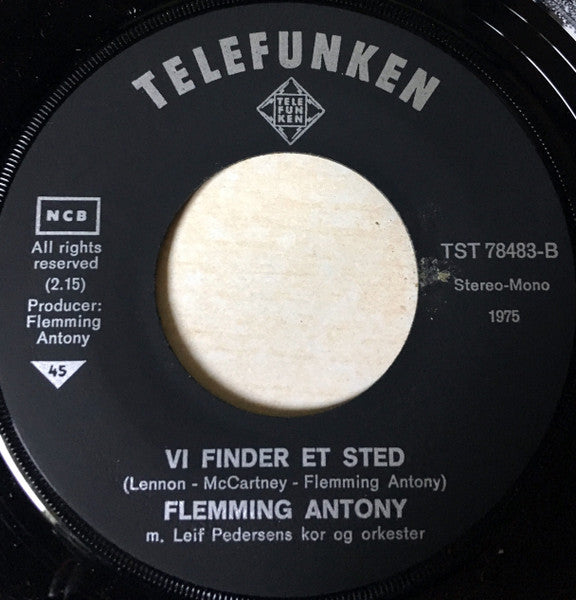 TELEFUNKEN
TELE
FUN
KEN
NCB
All rights
reserved
(2.15)
Producer:
Flemming
Antony
45
TST 78483-B
Stereo-Mono
1975
VI FINDER ET STED
(Lennon - McCartney - Flemming Antony)
FLEMMING ANTONY
m. Leif Pedersens kor og orkester